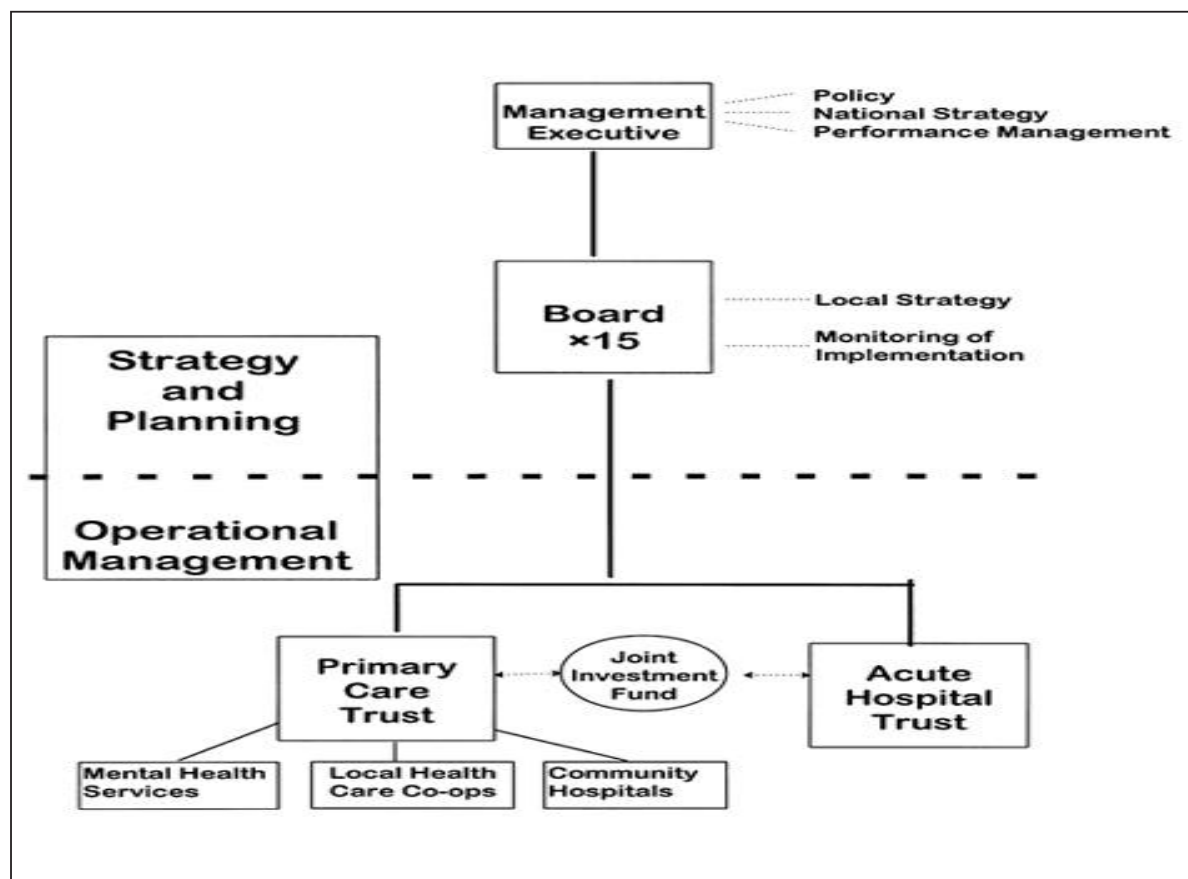 Management
Executive
Policy
National Strategy
Performance Management
Board
×15
Local Strategy
Monitoring of
Implementation
Strategy
and
Planning
Operational
Management
Primary
Care
Trust
Joint
Investment
Fund
Acute
Hospital
Trust
Mental Health
Services
Local Health
Care Co-ops
Community
Hospitals